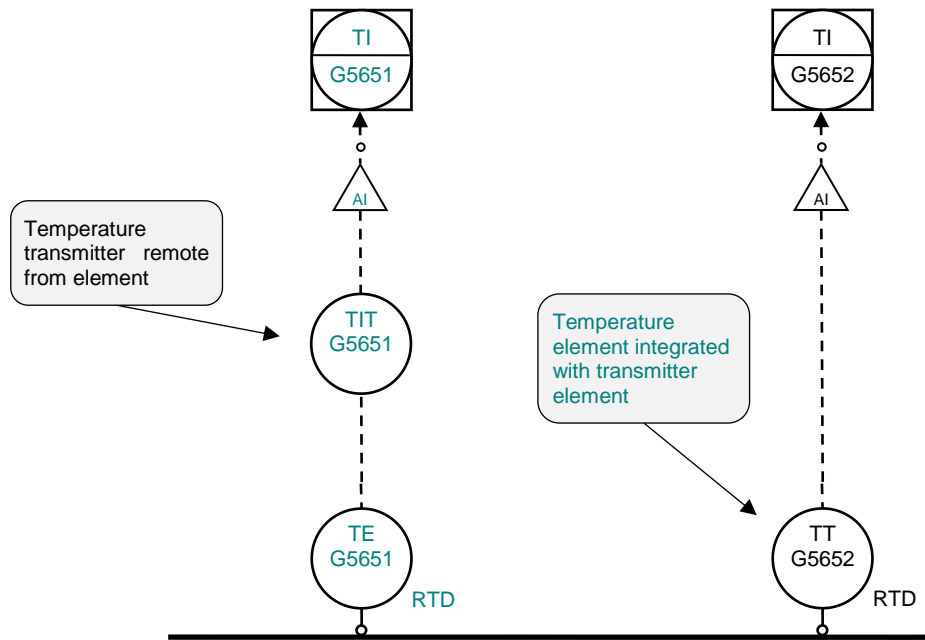 TI
G5651
TI
G5652
AI
AI
Temperature
transmitter remote
from element
TIT
G5651
Temperature
element integrated
with transmitter
element
TE
G5651
RTD
TT
G5652
RTD